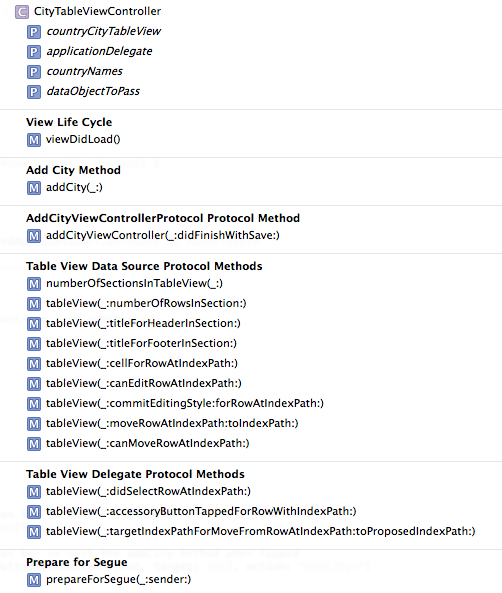 C CityTableViewController
P countryCityTableView
P applicationDelegate
P countryNames
P dataObjectToPass
View Life Cycle
M viewDidLoad()
Add City Method
M addCity(_:)
AddCityViewControllerProtocol Protocol Method
M addCityViewController(_:didFinishWithSave:)
Table View Data Source Protocol Methods
M numberOfSectionsInTableView(_:)
M tableView(_:numberOfRowsInSection:)
M tableView(_:titleForHeaderInSection:)
M tableView(_:titleForFooterInSection:)
M tableView(_:cellForRowAtIndexPath:)
M tableView(_:canEditRowAtIndexPath:)
M tableView(_:commitEditingStyle:forRowAtIndexPath:)
M tableView(_:moveRowAtIndexPath:toIndexPath:)
M tableView(_:canMoveRowAtIndexPath:)
Table View Delegate Protocol Methods
M tableView(_:didSelectRowAtIndexPath:)
M tableView(_:accessoryButtonTappedForRowWithIndexPath:)
M tableView(_:targetIndexPathForMoveFromRowAtIndexPath:toProposedIndexPath:)
Prepare for Segue
M prepareForSegue(_:sender:)